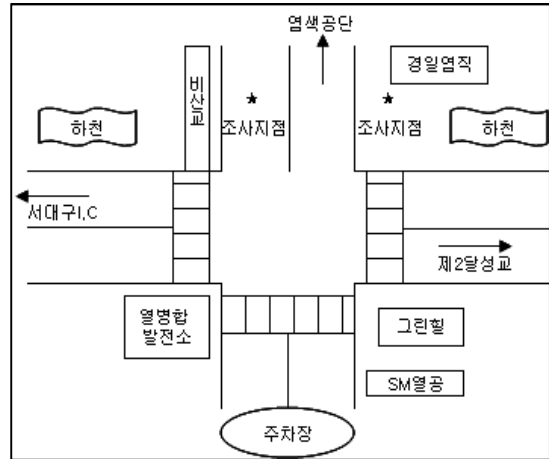 염색공단
경일염직
비산교
★
조사지점
★
조사지점
하천
하천
서대구I.C
제2달성교
열병합
발전소
그린힐
SM열공
주차장